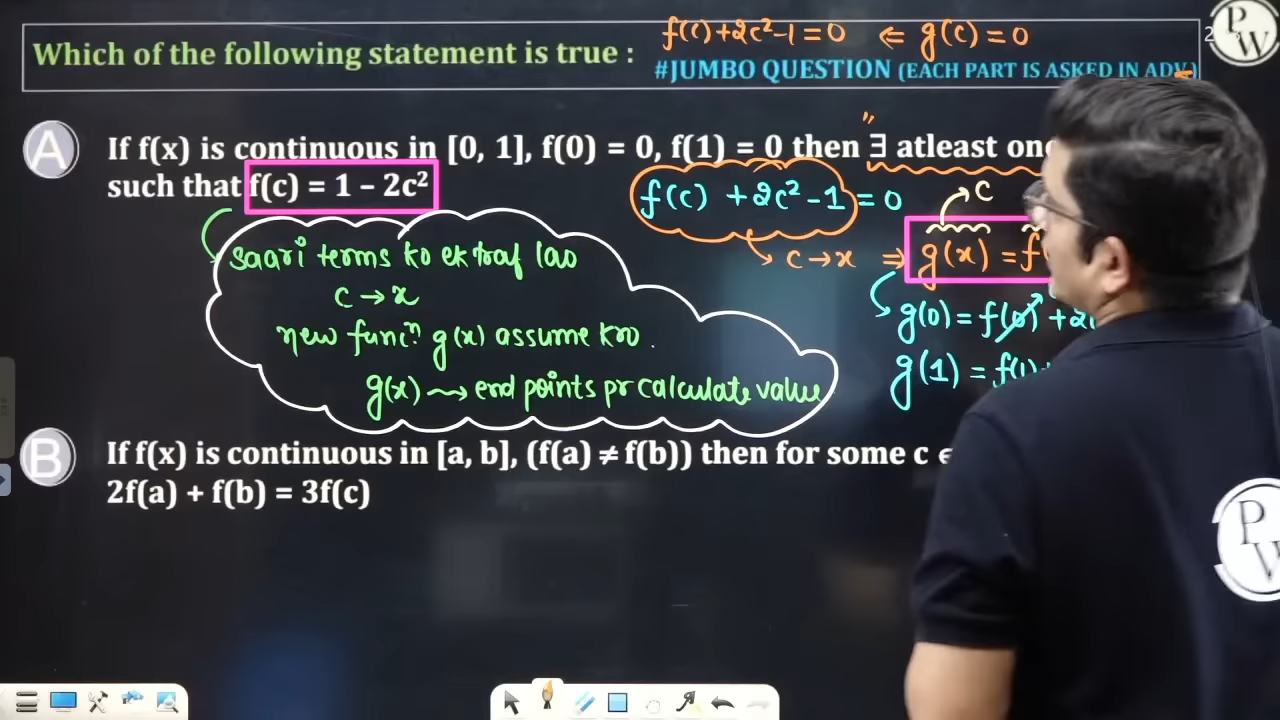 f(c)+2c²-1=0 ⇐ g(c)=0
Which of the following statement is true :
#JUMBO QUESTION (EACH PART IS ASKED IN ADV.)
PW
A
If f(x) is continuous in [0, 1], f(0) = 0, f(1) = 0 then ∃ atleast
such that f(c) = 1 – 2c²
f(c) +2c²-1=0
→ c
saari terms ko ek taraf lao
→ c→x ⇒ g(x) =
c→x
g(0)= f(0) +
new funcⁿ g(x) assume kro.
g(1) = f(1)
g(x) → end points pr calculate value
B
If f(x) is continuous in [a, b], (f(a) ≠ f(b)) then for some c ∈
2f(a) + f(b) = 3f(c)
PW